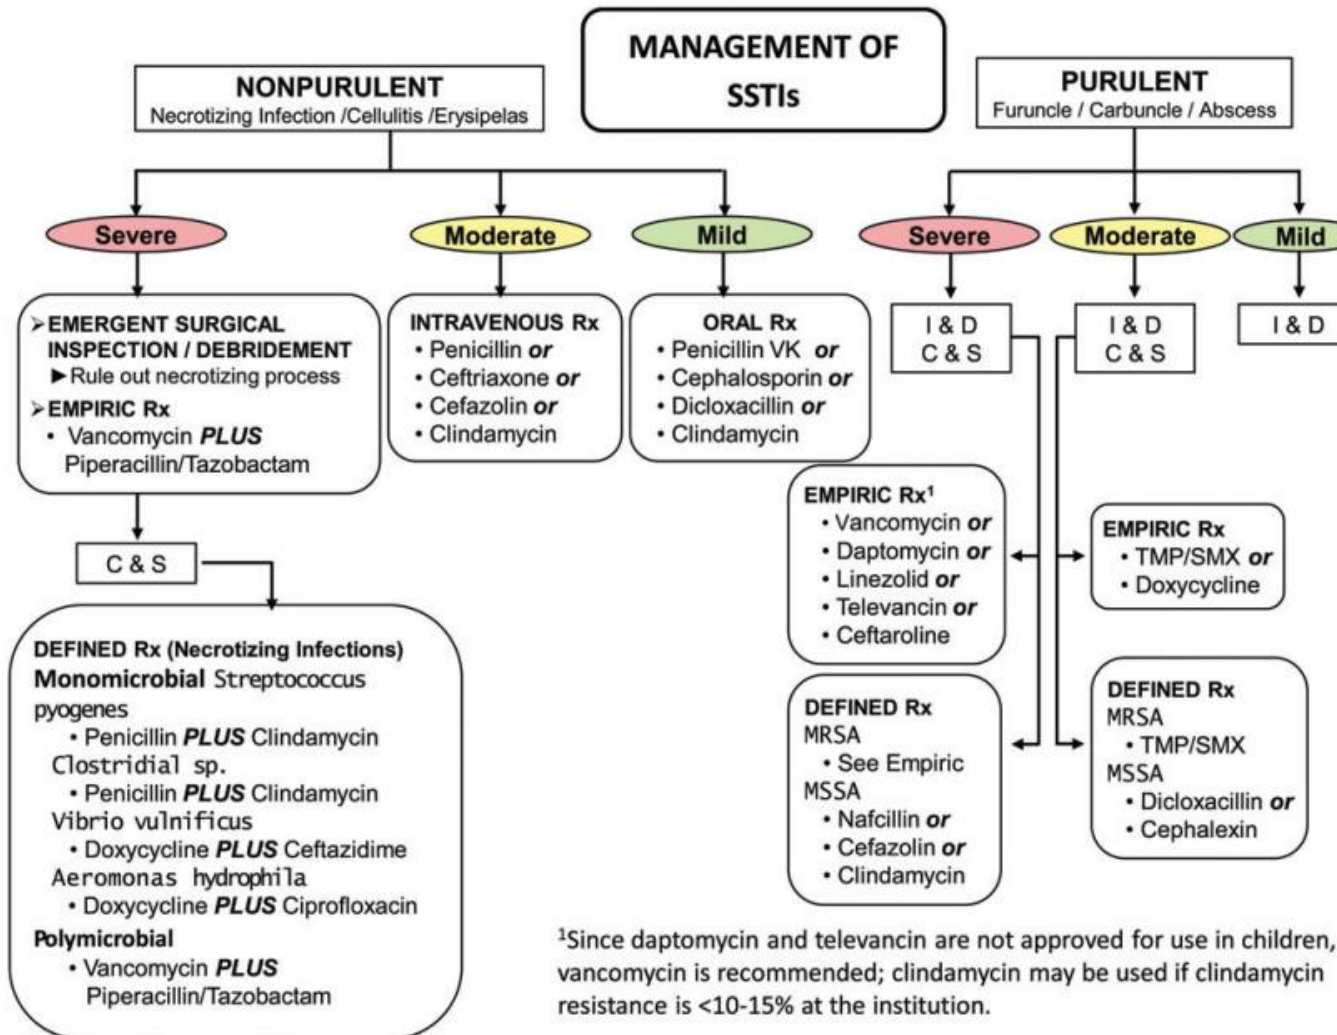 MANAGEMENT OF
SSTIs
NONPURULENT
Necrotizing Infection /Cellulitis /Erysipelas
Severe
Moderate
Mild
➢EMERGENT SURGICAL
INSPECTION / DEBRIDEMENT
►Rule out necrotizing process
➢EMPIRIC Rx
• Vancomycin PLUS
Piperacillin/Tazobactam
C & S
DEFINED Rx (Necrotizing Infections)
Monomicrobial Streptococcus
pyogenes
• Penicillin PLUS Clindamycin
Clostridial sp.
• Penicillin PLUS Clindamycin
Vibrio vulnificus
• Doxycycline PLUS Ceftazidime
Aeromonas hydrophila
• Doxycycline PLUS Ciprofloxacin
Polymicrobial
• Vancomycin PLUS
Piperacillin/Tazobactam
INTRAVENOUS Rx
• Penicillin or
• Ceftriaxone or
• Cefazolin or
• Clindamycin
ORAL Rx
• Penicillin VK or
• Cephalosporin or
• Dicloxacillin or
• Clindamycin
PURULENT
Furuncle / Carbuncle / Abscess
Severe
Moderate
Mild
I & D
C & S
I & D
C & S
I & D
EMPIRIC Rx¹
• Vancomycin or
• Daptomycin or
• Linezolid or
• Televancin or
• Ceftaroline
EMPIRIC Rx
• TMP/SMX or
• Doxycycline
DEFINED Rx
MRSA
• See Empiric
MSSA
• Nafcillin or
• Cefazolin or
• Clindamycin
DEFINED Rx
MRSA
• TMP/SMX
MSSA
• Dicloxacillin or
• Cephalexin
¹Since daptomycin and televancin are not approved for use in children,
vancomycin is recommended; clindamycin may be used if clindamycin
resistance is <10-15% at the institution.